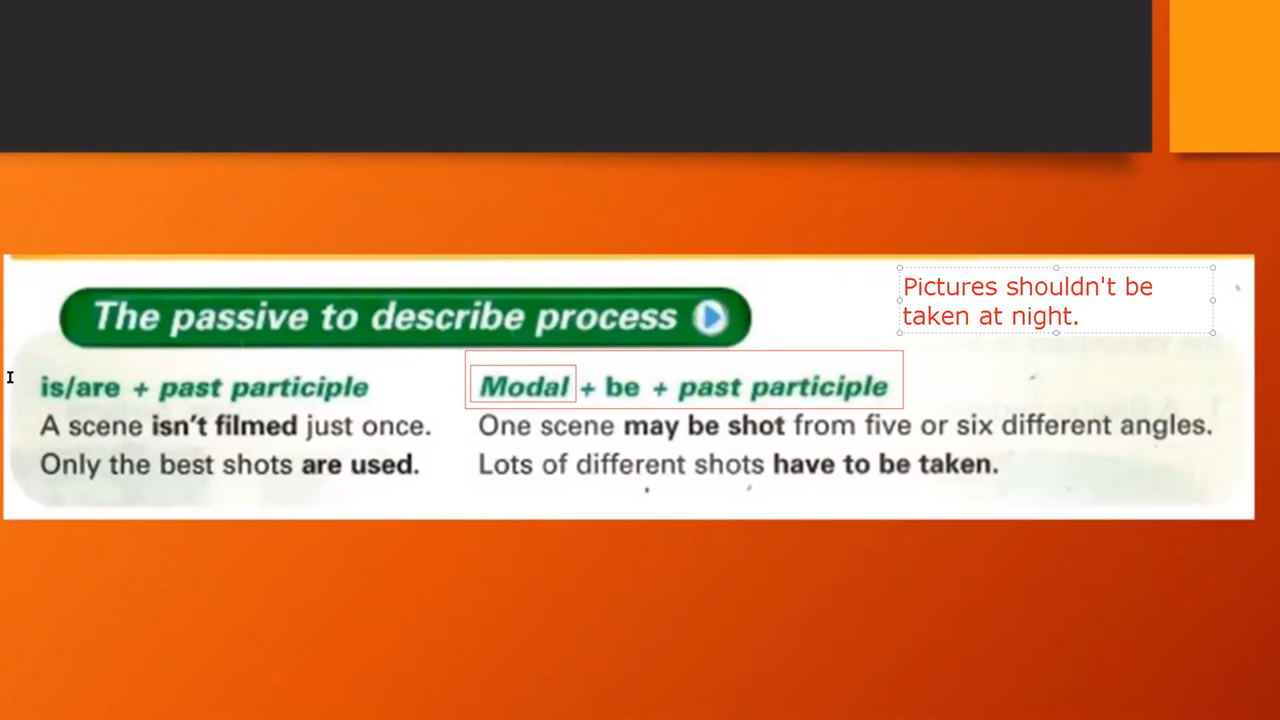 The passive to describe process
Pictures shouldn't be
taken at night.
is/are + past participle
A scene isn't filmed just once.
Only the best shots are used.
Modal + be + past participle
One scene may be shot from five or six different angles.
Lots of different shots have to be taken.